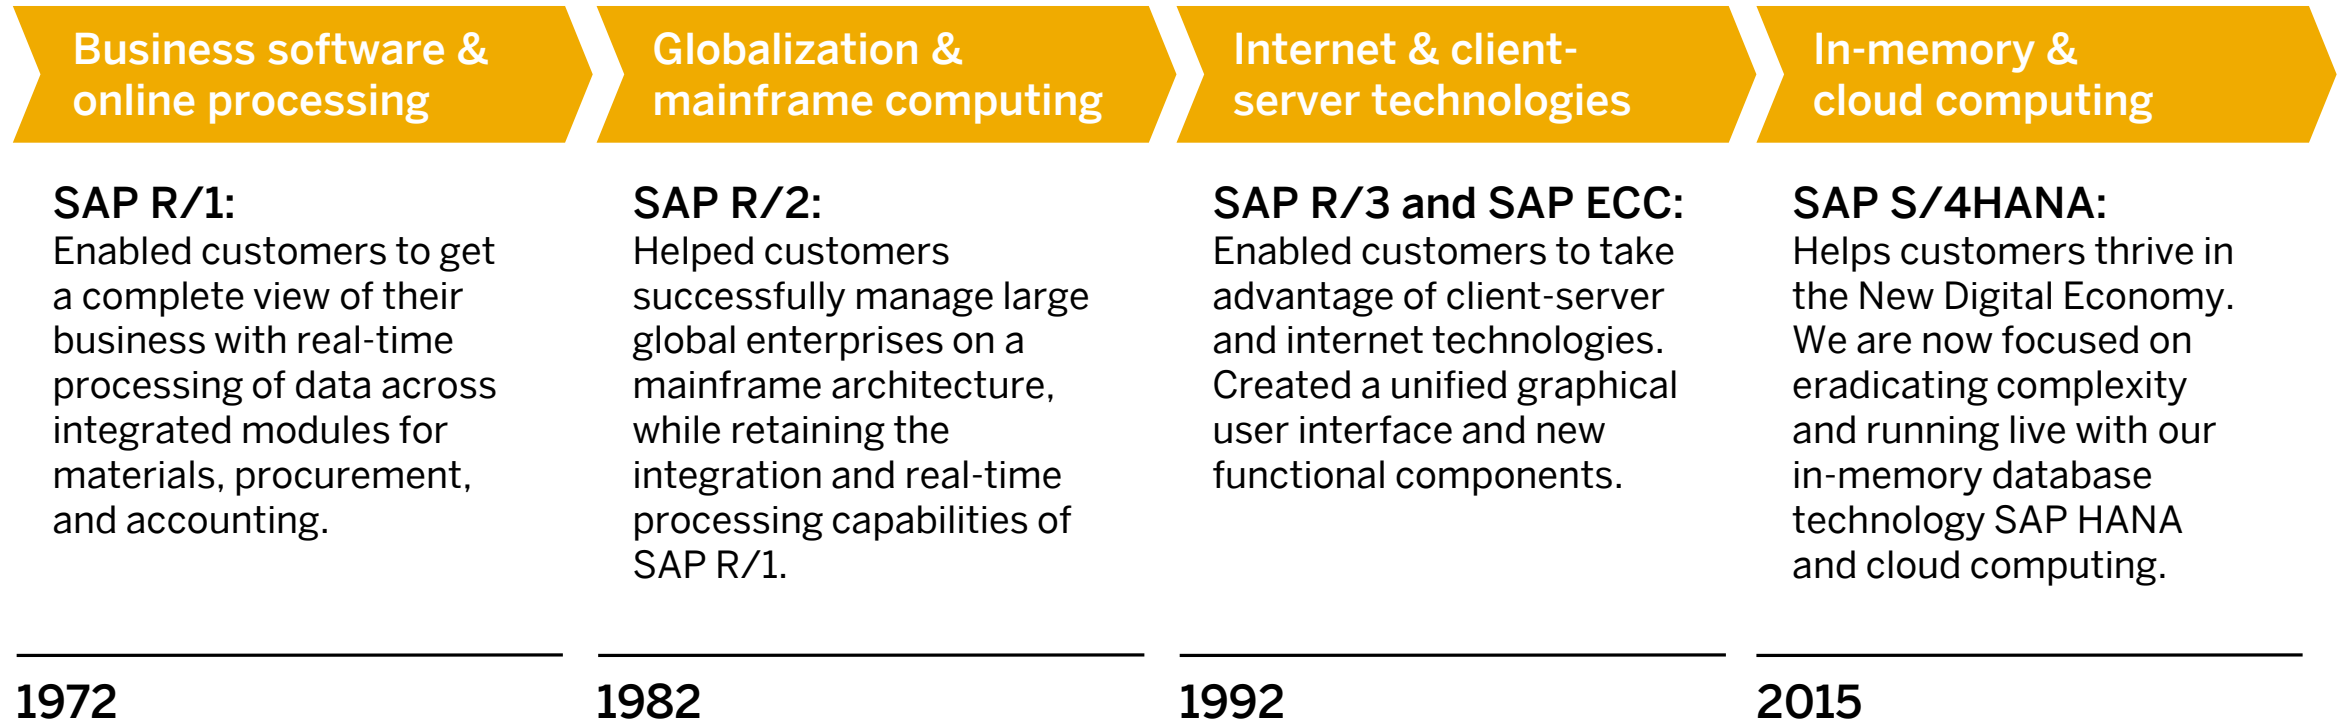 Business software &
online processing
SAP R/1:
Enabled customers to get
a complete view of their
business with real-time
processing of data across
integrated modules for
materials, procurement,
and accounting.
1972
Globalization &
mainframe computing
SAP R/2:
Helped customers
successfully manage large
global enterprises on a
mainframe architecture,
while retaining the
integration and real-time
processing capabilities of
SAP R/1.
1982
Internet & client-
server technologies
SAP R/3 and SAP ECC:
Enabled customers to take
advantage of client-server
and internet technologies.
Created a unified graphical
user interface and new
functional components.
1992
In-memory &
cloud computing
SAP S/4HANA:
Helps customers thrive in
the New Digital Economy.
We are now focused on
eradicating complexity
and running live with our
in-memory database
technology SAP HANA
and cloud computing.
2015